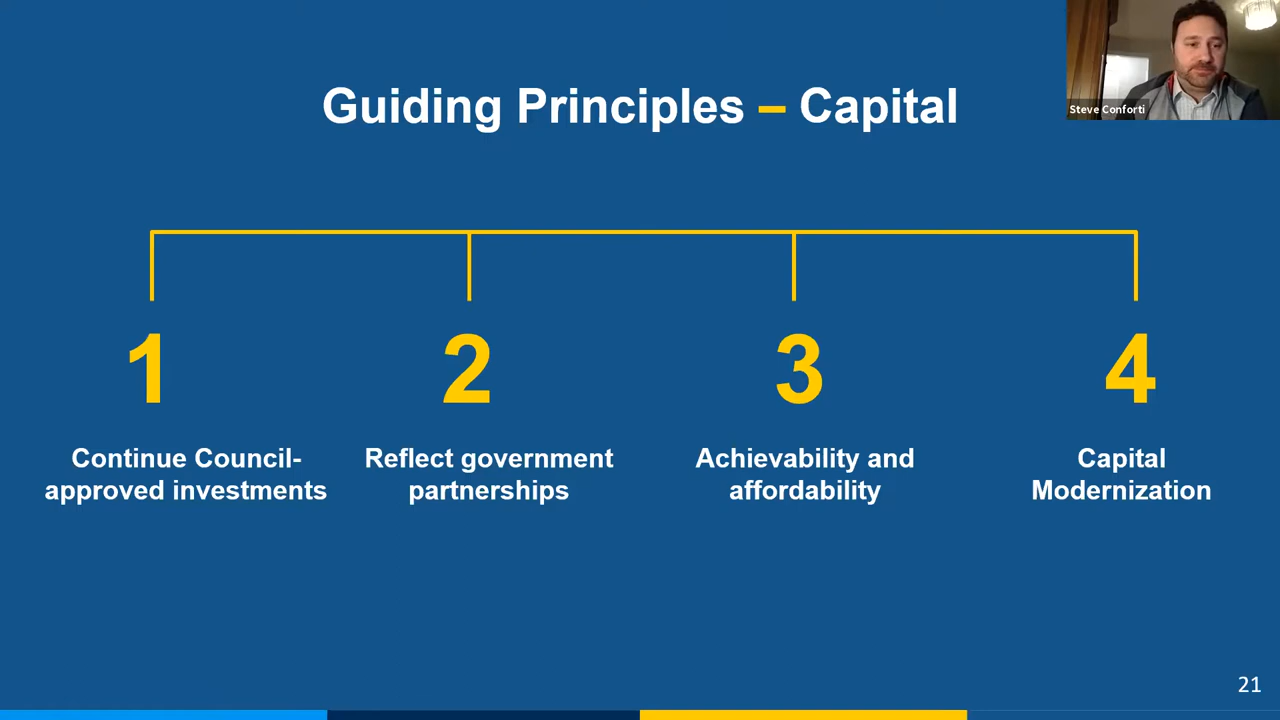 Steve Conforti
Guiding Principles – Capital
1
2
3
4
Continue Council-
approved investments
Reflect government
partnerships
Achievability and
affordability
Capital
Modernization
21